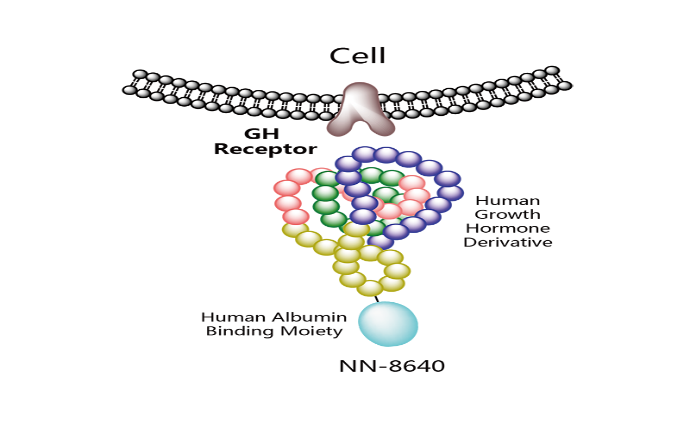 Cell
GH
Receptor
Human
Growth
Hormone
Derivative
Human Albumin
Binding Moiety
NN-8640